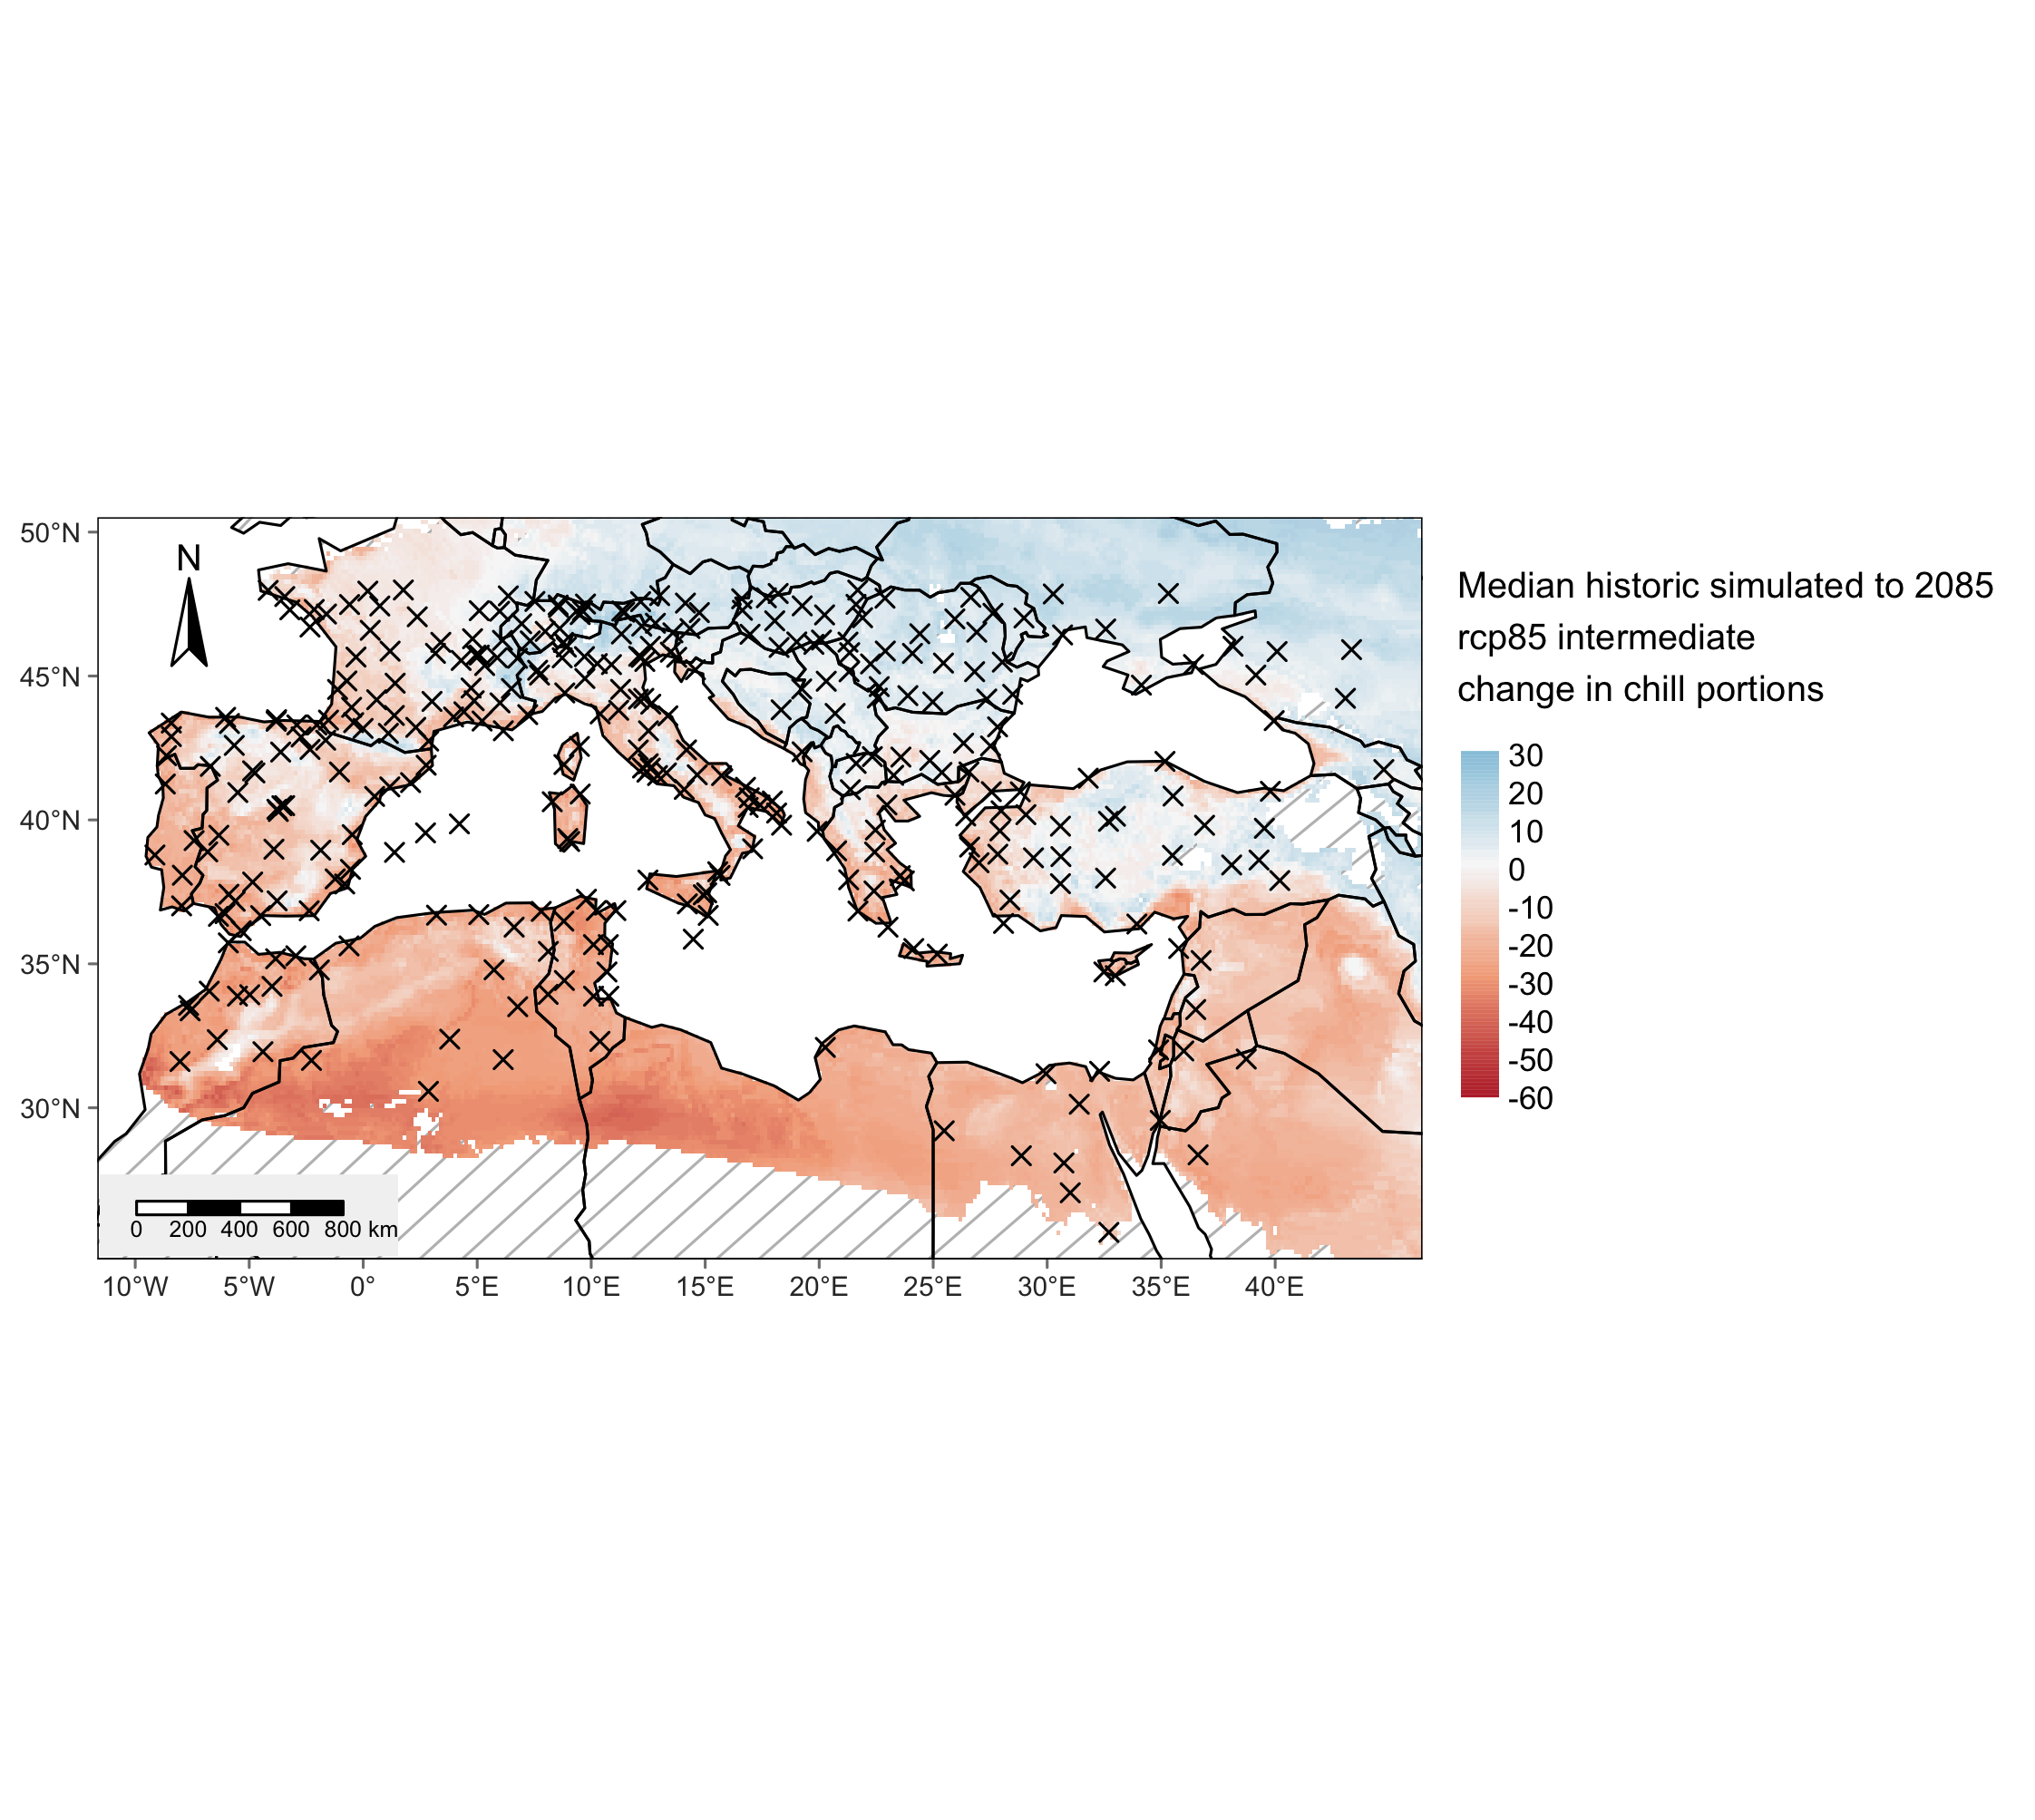 50°N
45°N
40°N
35°N
30°N
N
0 200 400 600 800 km
10°W 5°W 0° 5°E 10°E 15°E 20°E 25°E 30°E 35°E 40°E
Median historic simulated to 2085
rcp85 intermediate
change in chill portions
30
20
10
0
-10
-20
-30
-40
-50
-60